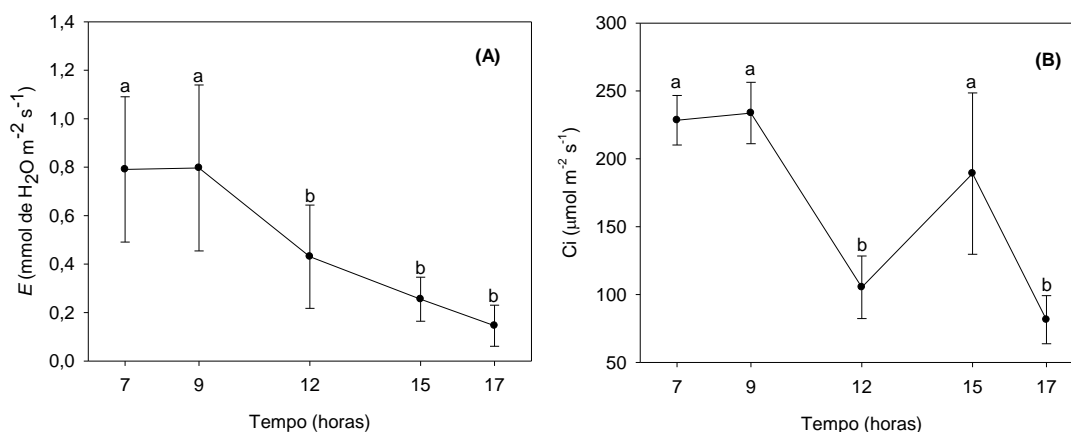 1,4
1,2
1,0
0,8
0,6
0,4
0,2
0,0
E (mmol de H₂O m⁻² s⁻¹)
(A)
a
a
b
b
b
7 9 12 15 17
Tempo (horas)
300
250
200
150
100
50
Ci (µmol m⁻² s⁻¹)
(B)
a
a
b
a
b
7 9 12 15 17
Tempo (horas)